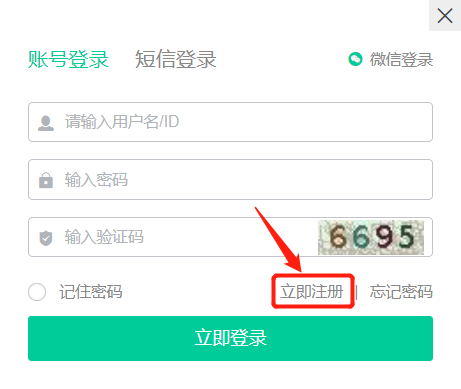 账号登录 短信登录 微信登录
请输入用户名/ID
输入密码
输入验证码 6695
记住密码 立即注册 | 忘记密码
立即登录